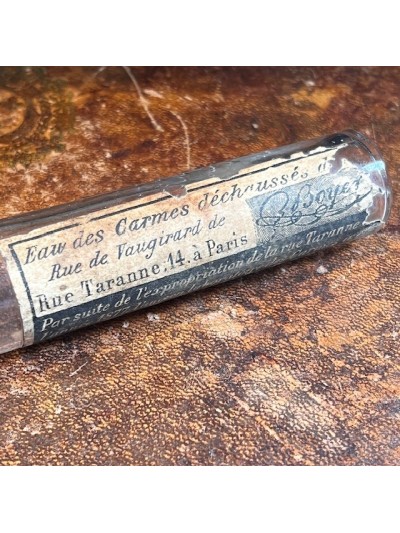 Eau des Carmes déchaussés d
Rue de Vaugirard de
Boyer
Rue Taranne. 14. à Paris
Par suite de l'expropriation de la rue Taranne